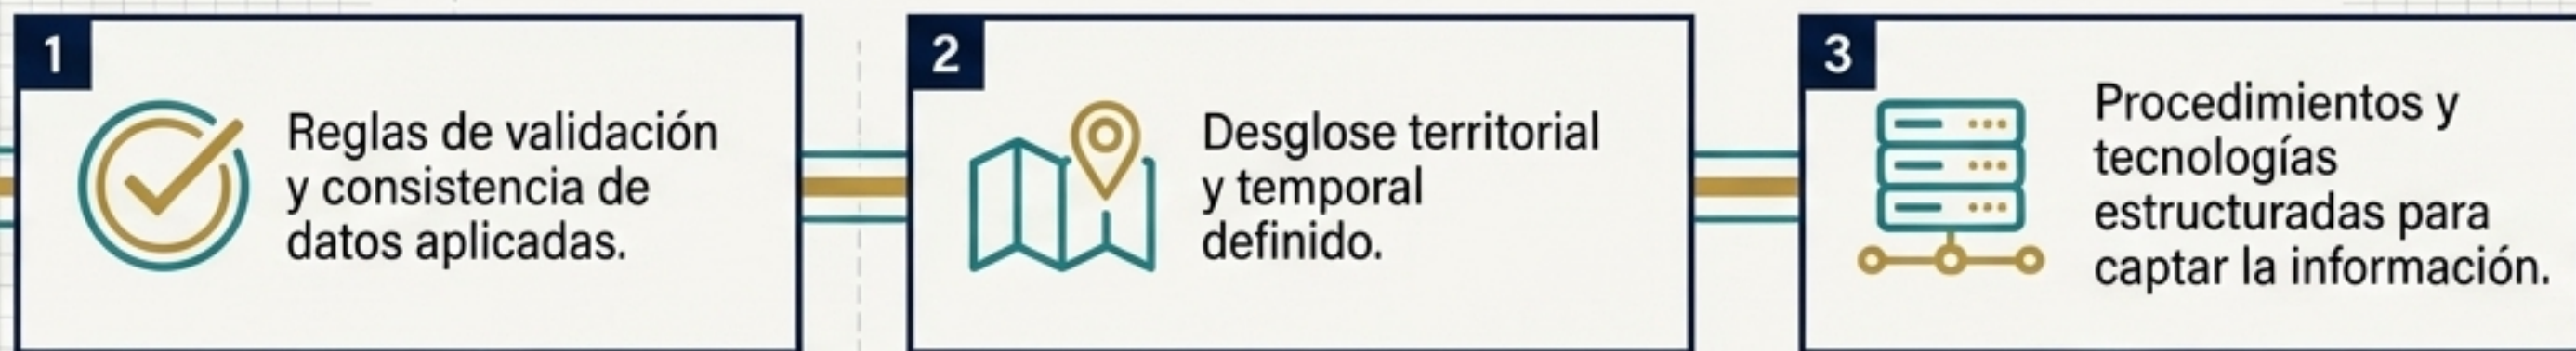 1
Reglas de validación
y consistencia de
datos aplicadas.
2
Desglose territorial
y temporal
definido.
3
Procedimientos y
tecnologías
estructuradas para
captar la información.